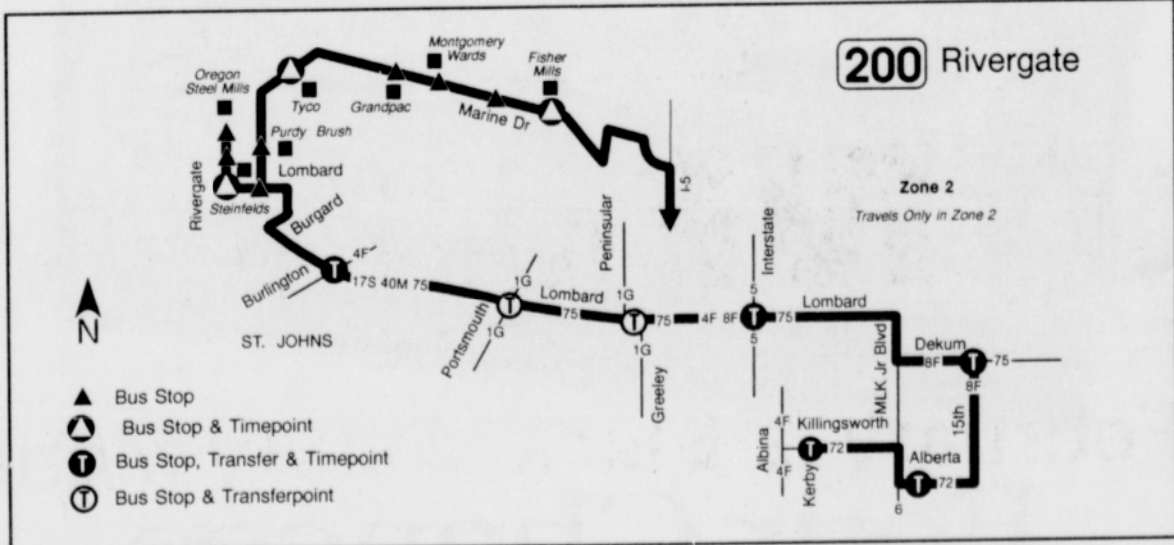 200 Rivergate
Zone 2
Travels Only in Zone 2
Oregon
Steel Mills
Tyco
Grandpac
Montgomery
Wards
Fisher
Mills
Marine Dr
I-5
Purdy Brush
Lombard
Rivergate
Steinfelds
Burgard
Burlington
4F
17S 40M 75
ST. JOHNS
Portsmouth
1G
1G
Lombard
75
Peninsular
1G
75
1G
Greeley
4F 8F
Interstate
5
5
75
Lombard
MLK Jr Blvd
Dekum
8F
75
8F
15th
Killingsworth
4F
Albina
4F
Kerby
72
Alberta
72
6
N
Bus Stop
Bus Stop & Timepoint
T Bus Stop, Transfer & Timepoint
T Bus Stop & Transferpoint